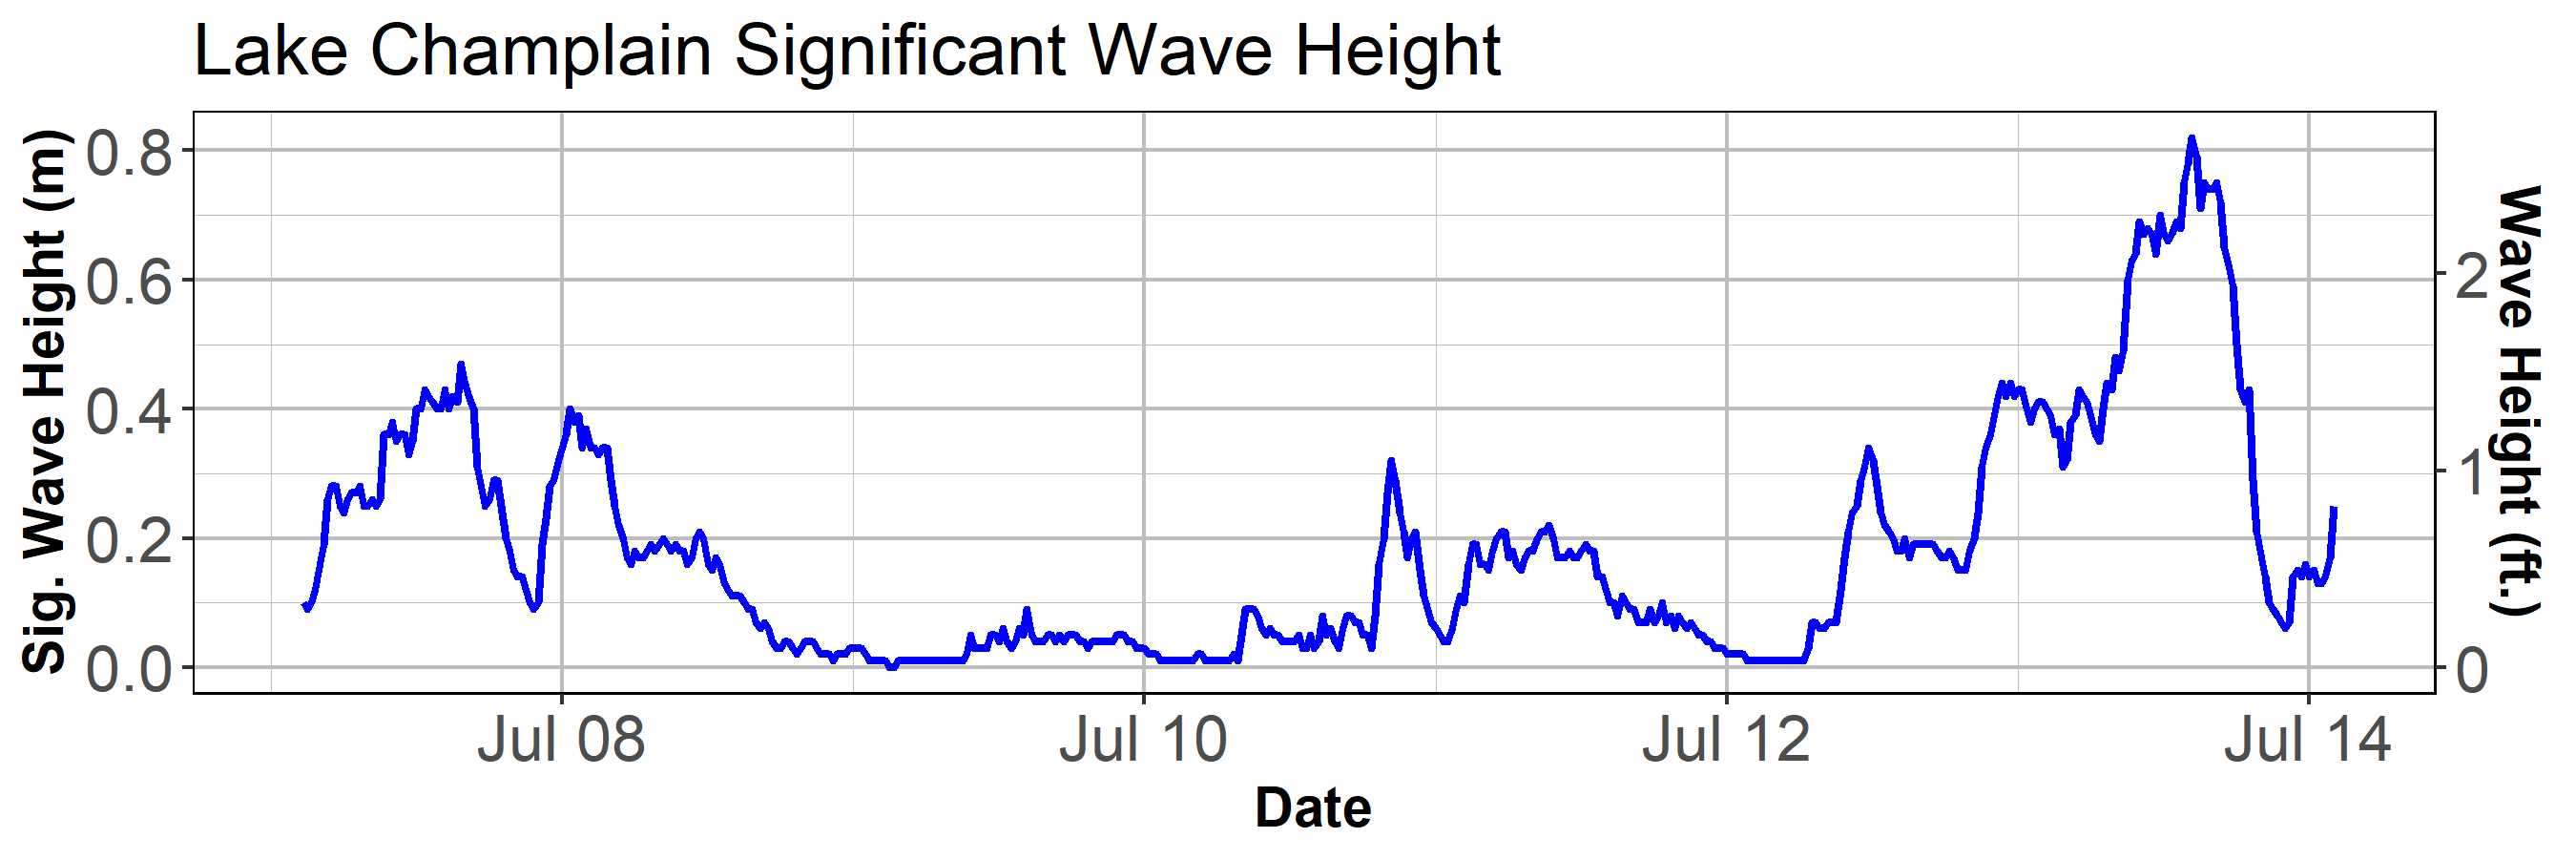 Lake Champlain Significant Wave Height
Sig. Wave Height (m)
0.8
0.6
0.4
0.2
0.0
Wave Height (ft.)
2
1
0
Jul 08
Jul 10
Jul 12
Jul 14
Date